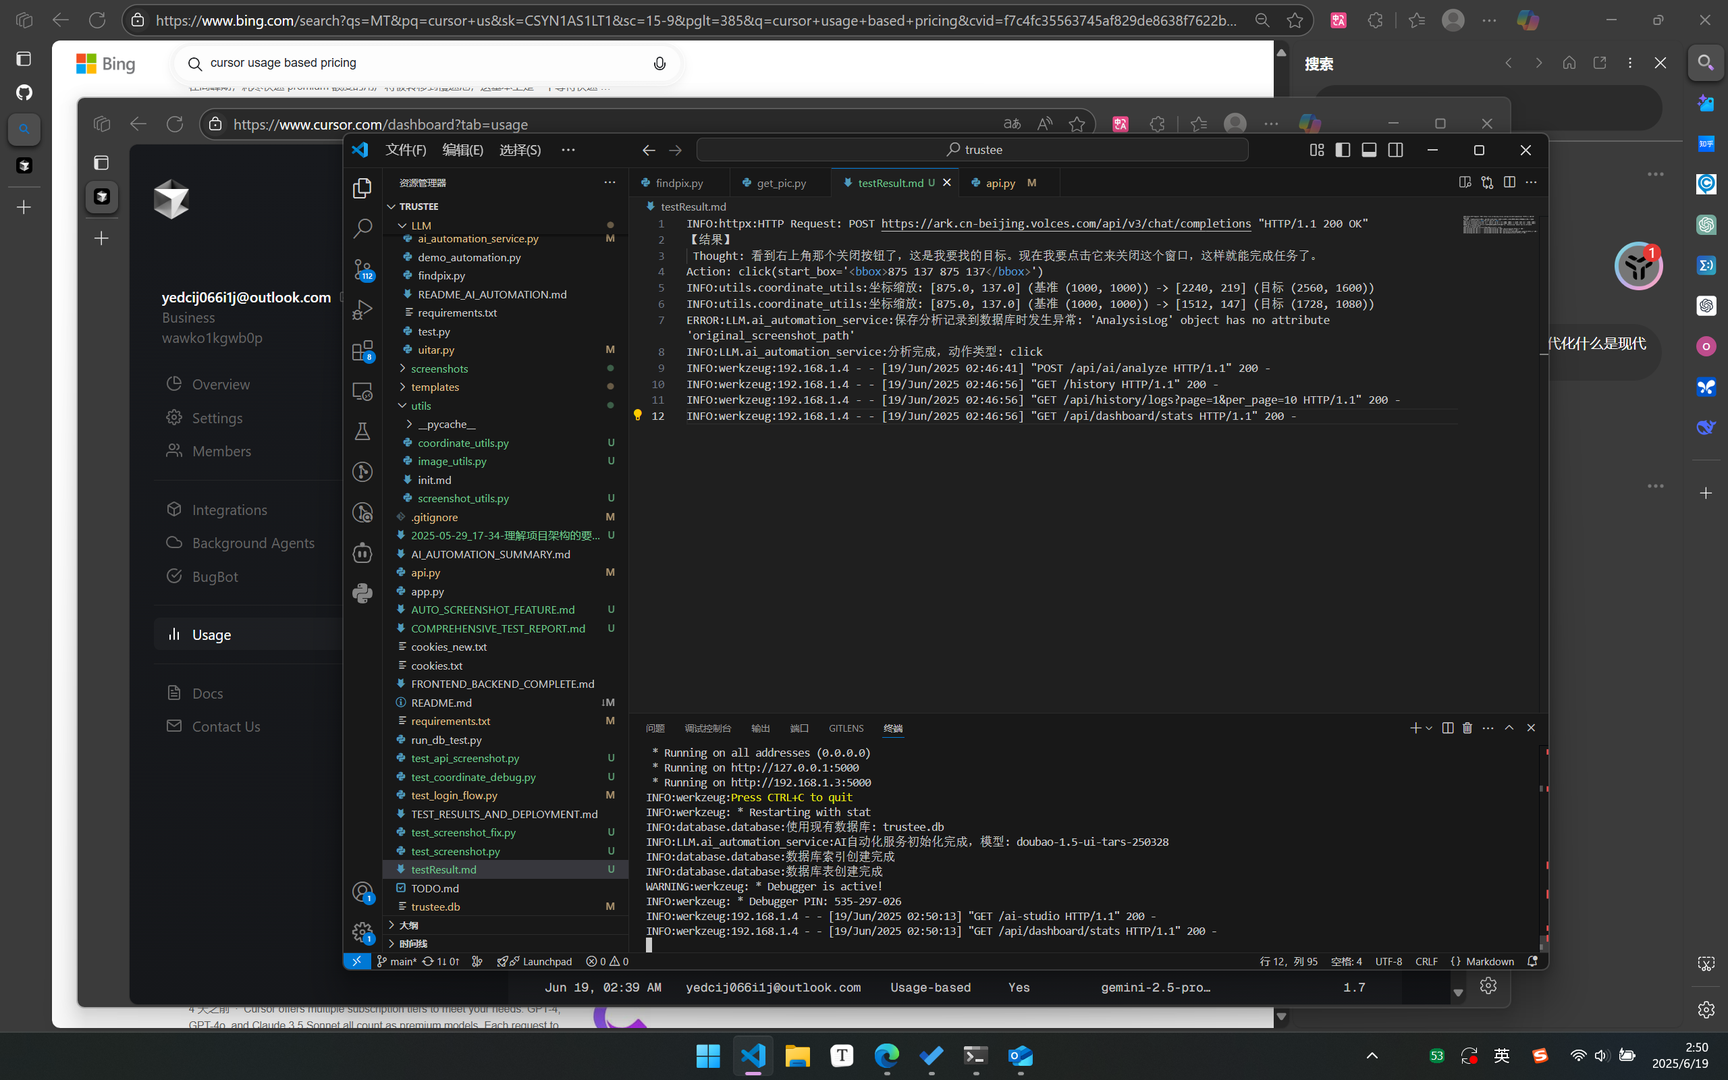 https://www.bing.com/search?qs=MT&pq=cursor+us&sk=CSYN1AS1LT1&sc=15-9&pglt=385&q=cursor+usage+based+pricing&cvid=f7c4fc35563745af829de8638f7622b...
Bing
cursor usage based pricing
搜索
https://www.cursor.com/dashboard?tab=usage
文件(F) 编辑(E) 选择(S) ...
trustee
yedcij066i1j@outlook.com
Business
wawko1kgwb0p
Overview
Settings
Members
Integrations
Background Agents
BugBot
Usage
Docs
Contact Us
资源管理器
TRUSTEE
LLM
ai_automation_service.py M
demo_automation.py
findpix.py
README_AI_AUTOMATION.md
requirements.txt
test.py
uitar.py M
screenshots
templates
utils
__pycache__
coordinate_utils.py U
image_utils.py U
init.md
screenshot_utils.py U
.gitignore M
2025-05-29_17-34-理解项目架构的要... U
AI_AUTOMATION_SUMMARY.md
api.py M
app.py
AUTO_SCREENSHOT_FEATURE.md U
COMPREHENSIVE_TEST_REPORT.md U
cookies_new.txt
cookies.txt
FRONTEND_BACKEND_COMPLETE.md
README.md ↓M
requirements.txt M
run_db_test.py
test_api_screenshot.py U
test_coordinate_debug.py U
test_login_flow.py M
TEST_RESULTS_AND_DEPLOYMENT.md
test_screenshot_fix.py U
test_screenshot.py U
testResult.md U
TODO.md
trustee.db M
大纲
时间线
112
8
1
1
findpix.py
get_pic.py
testResult.md U
api.py M
testResult.md
1 INFO:httpx:HTTP Request: POST https://ark.cn-beijing.volces.com/api/v3/chat/completions "HTTP/1.1 200 OK"
2 【结果】
3 Thought: 看到右上角那个关闭按钮了，这是我要找的目标。现在我要点击它来关闭这个窗口，这样就能完成任务了。
4 Action: click(start_box='<bbox>875 137 875 137</bbox>')
5 INFO:utils.coordinate_utils:坐标缩放: [875.0, 137.0] (基准 (1000, 1000)) -> [2240, 219] (目标 (2560, 1600))
6 INFO:utils.coordinate_utils:坐标缩放: [875.0, 137.0] (基准 (1000, 1000)) -> [1512, 147] (目标 (1728, 1080))
7 ERROR:LLM.ai_automation_service:保存分析记录到数据库时发生异常: 'AnalysisLog' object has no attribute
'original_screenshot_path'
8 INFO:LLM.ai_automation_service:分析完成，动作类型: click
9 INFO:werkzeug:192.168.1.4 - - [19/Jun/2025 02:46:41] "POST /api/ai/analyze HTTP/1.1" 200 -
10 INFO:werkzeug:192.168.1.4 - - [19/Jun/2025 02:46:56] "GET /history HTTP/1.1" 200 -
11 INFO:werkzeug:192.168.1.4 - - [19/Jun/2025 02:46:56] "GET /api/history/logs?page=1&per_page=10 HTTP/1.1" 200 -
12 INFO:werkzeug:192.168.1.4 - - [19/Jun/2025 02:46:56] "GET /api/dashboard/stats HTTP/1.1" 200 -
问题 调试控制台 输出 端口 GITLENS 终端
* Running on all addresses (0.0.0.0)
* Running on http://127.0.0.1:5000
* Running on http://192.168.1.3:5000
INFO:werkzeug:Press CTRL+C to quit
INFO:werkzeug: * Restarting with stat
INFO:database.database:使用现有数据库: trustee.db
INFO:LLM.ai_automation_service:AI自动化服务初始化完成，模型: doubao-1.5-ui-tars-250328
INFO:database.database:数据库索引创建完成
INFO:database.database:数据库表创建完成
WARNING:werkzeug: * Debugger is active!
INFO:werkzeug: * Debugger PIN: 535-297-026
INFO:werkzeug:192.168.1.4 - - [19/Jun/2025 02:50:13] "GET /ai-studio HTTP/1.1" 200 -
INFO:werkzeug:192.168.1.4 - - [19/Jun/2025 02:50:13] "GET /api/dashboard/stats HTTP/1.1" 200 -
main* 1↓ 0↑ Launchpad 0 0
行 12，列 95 空格: 4 UTF-8 CRLF {} Markdown
Jun 19, 02:39 AM yedcij066i1j@outlook.com Usage-based Yes gemini-2.5-pro... 1.7
4 天之前 · Cursor offers multiple subscription tiers to meet your needs. GPT-4,
GPT-4o, and Claude 3.5 Sonnet all count as premium models. Each request to
1
代化什么是现代
53
英
2:50
2025/6/19